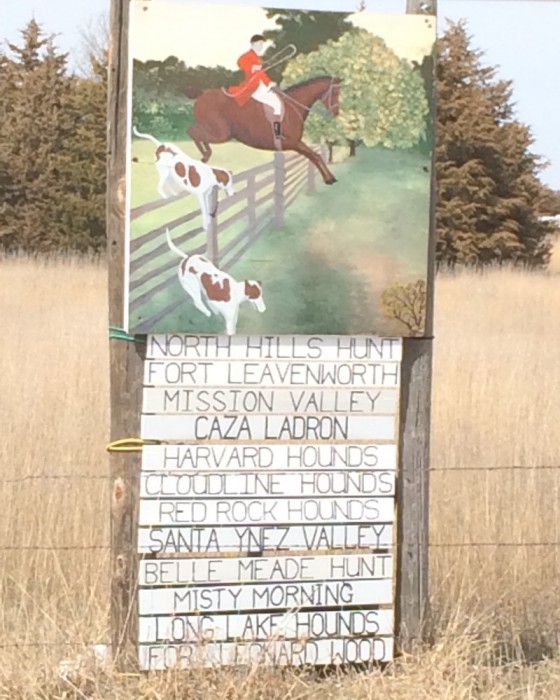 NORTH HILLS HUNT
FORT LEAVENWORTH
MISSION VALLEY
CAZA LADRON
HARVARD HOUNDS
CLOUDLINE HOUNDS
RED ROCK HOUNDS
SANTA YNEZ VALLEY
BELLE MEADE HUNT
MISTY MORNING
LONG LAKE HOUNDS
FORT LEONARD WOOD